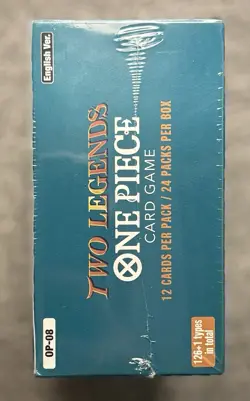 English Ver.
TWO LEGENDS
ONE PIECE
CARD GAME
12 CARDS PER PACK / 24 PACKS PER BOX
OP-08
126+1 types
in total